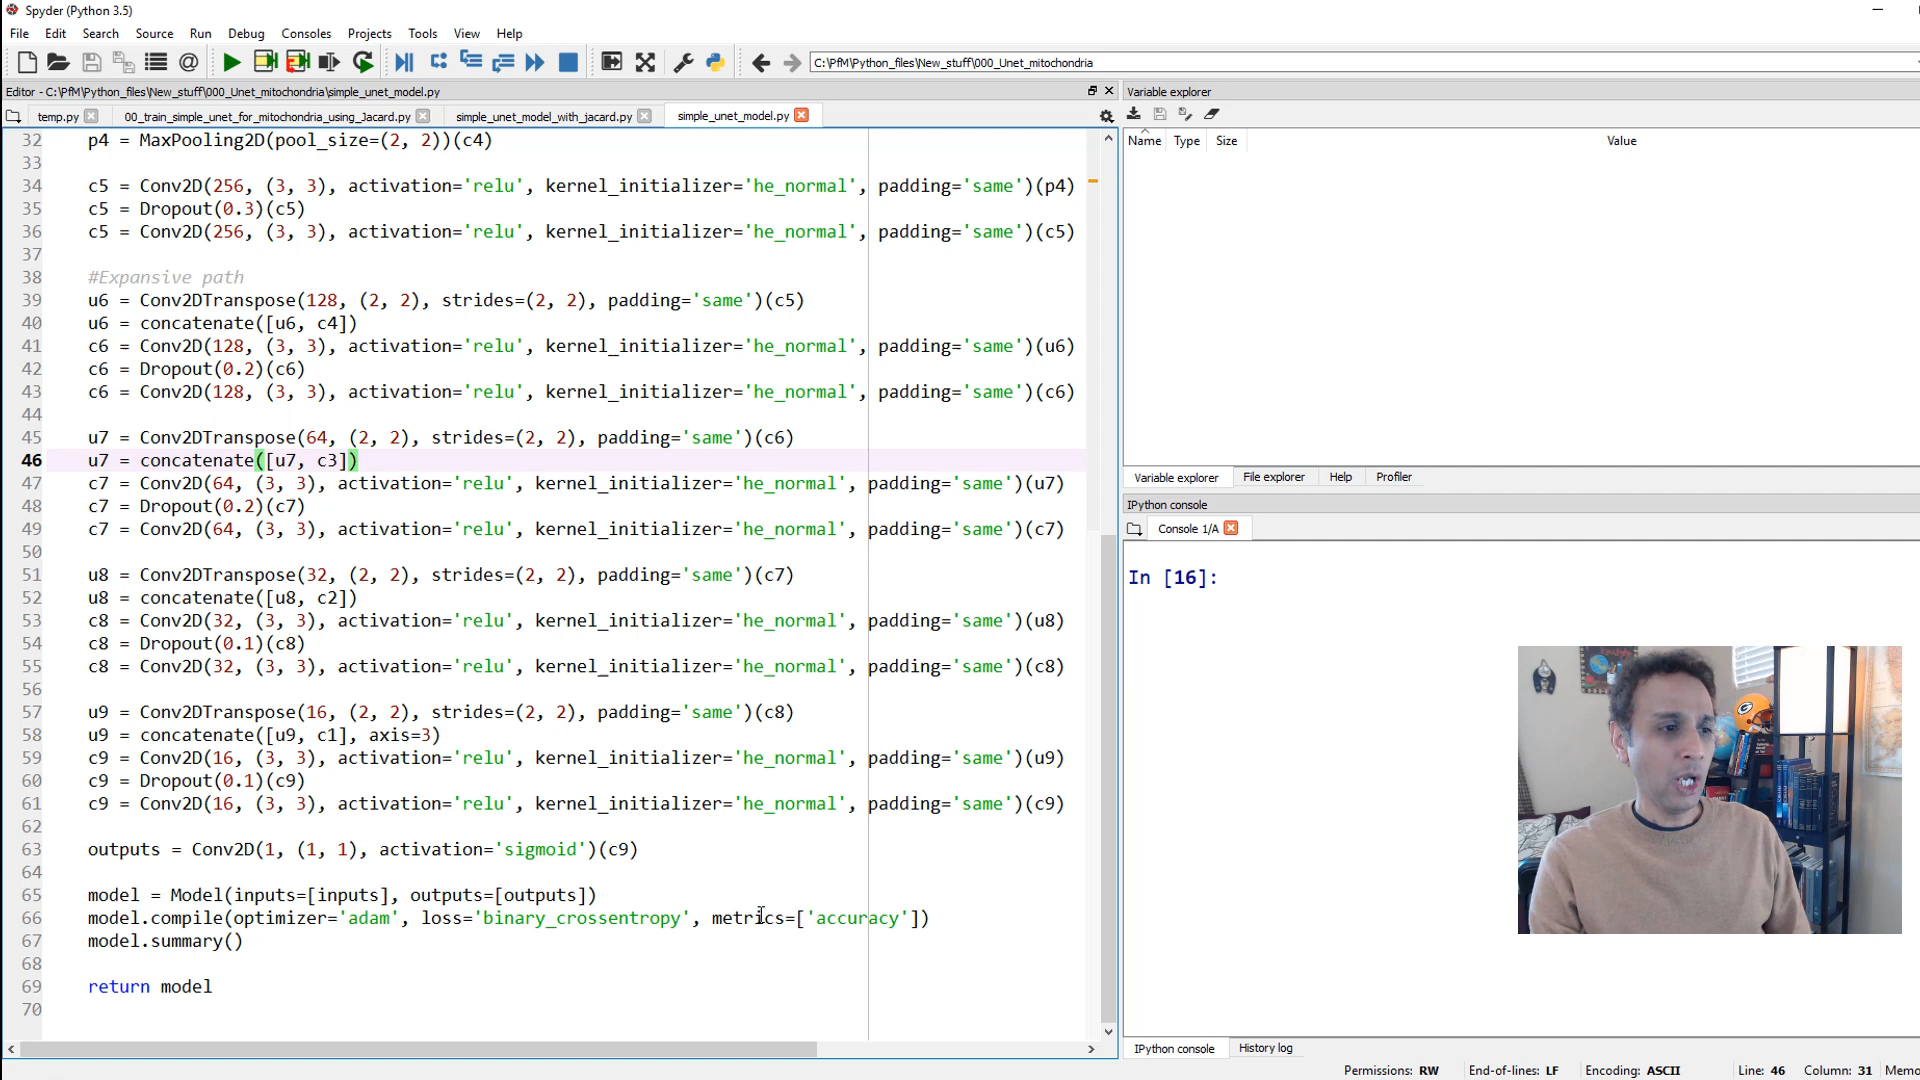 Spyder (Python 3.5)
File Edit Search Source Run Debug Consoles Projects Tools View Help
C:\PfM\Python_files\New_stuff\000_Unet_mitochondria
Editor - C:\PfM\Python_files\New_stuff\000_Unet_mitochondria\simple_unet_model.py
temp.py 00_train_simple_unet_for_mitochondria_using_Jacard.py simple_unet_model_with_jacard.py simple_unet_model.py
32 p4 = MaxPooling2D(pool_size=(2, 2))(c4)
33
34 c5 = Conv2D(256, (3, 3), activation='relu', kernel_initializer='he_normal', padding='same')(p4)
35 c5 = Dropout(0.3)(c5)
36 c5 = Conv2D(256, (3, 3), activation='relu', kernel_initializer='he_normal', padding='same')(c5)
37
38 #Expansive path
39 u6 = Conv2DTranspose(128, (2, 2), strides=(2, 2), padding='same')(c5)
40 u6 = concatenate([u6, c4])
41 c6 = Conv2D(128, (3, 3), activation='relu', kernel_initializer='he_normal', padding='same')(u6)
42 c6 = Dropout(0.2)(c6)
43 c6 = Conv2D(128, (3, 3), activation='relu', kernel_initializer='he_normal', padding='same')(c6)
44
45 u7 = Conv2DTranspose(64, (2, 2), strides=(2, 2), padding='same')(c6)
46 u7 = concatenate([u7, c3])
47 c7 = Conv2D(64, (3, 3), activation='relu', kernel_initializer='he_normal', padding='same')(u7)
48 c7 = Dropout(0.2)(c7)
49 c7 = Conv2D(64, (3, 3), activation='relu', kernel_initializer='he_normal', padding='same')(c7)
50
51 u8 = Conv2DTranspose(32, (2, 2), strides=(2, 2), padding='same')(c7)
52 u8 = concatenate([u8, c2])
53 c8 = Conv2D(32, (3, 3), activation='relu', kernel_initializer='he_normal', padding='same')(u8)
54 c8 = Dropout(0.1)(c8)
55 c8 = Conv2D(32, (3, 3), activation='relu', kernel_initializer='he_normal', padding='same')(c8)
56
57 u9 = Conv2DTranspose(16, (2, 2), strides=(2, 2), padding='same')(c8)
58 u9 = concatenate([u9, c1], axis=3)
59 c9 = Conv2D(16, (3, 3), activation='relu', kernel_initializer='he_normal', padding='same')(u9)
60 c9 = Dropout(0.1)(c9)
61 c9 = Conv2D(16, (3, 3), activation='relu', kernel_initializer='he_normal', padding='same')(c9)
62
63 outputs = Conv2D(1, (1, 1), activation='sigmoid')(c9)
64
65 model = Model(inputs=[inputs], outputs=[outputs])
66 model.compile(optimizer='adam', loss='binary_crossentropy', metrics=['accuracy'])
67 model.summary()
68
69 return model
70
Variable explorer
Name Type Size Value
Variable explorer File explorer Help Profiler
IPython console
Console 1/A
In [16]:
IPython console History log
Permissions: RW End-of-lines: LF Encoding: ASCII Line: 46 Column: 31 Memo